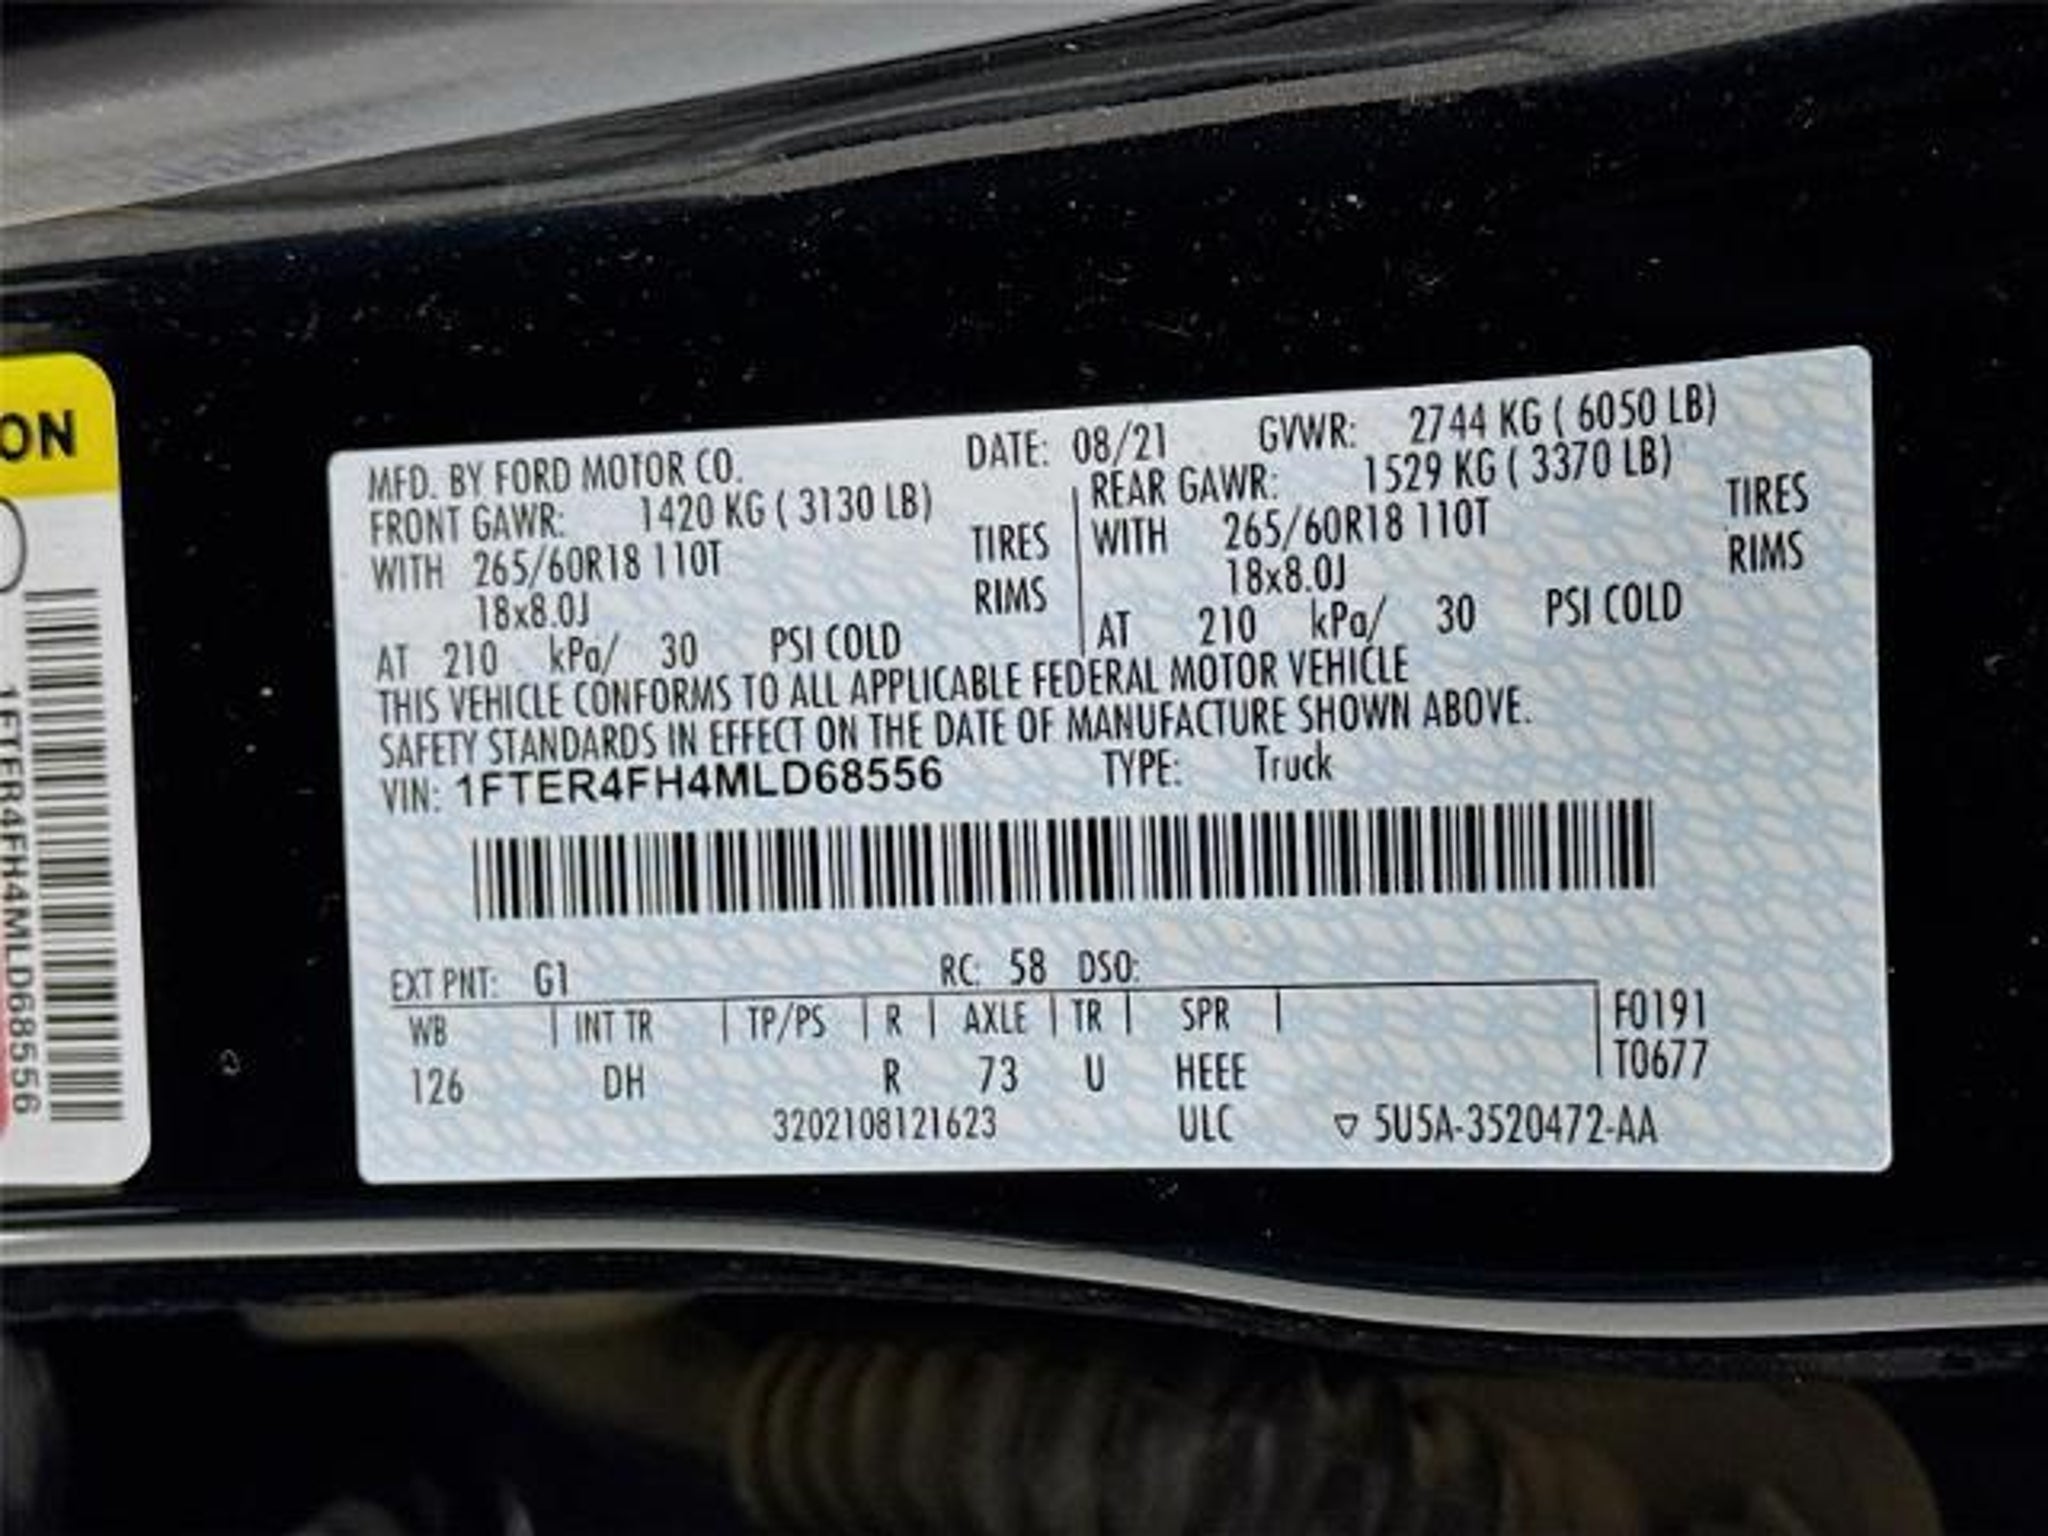 ON
1FTER4FH4MLD68556
MFD. BY FORD MOTOR CO. DATE: 08/21 GVWR: 2744 KG ( 6050 LB)
FRONT GAWR: 1420 KG ( 3130 LB) REAR GAWR: 1529 KG ( 3370 LB)
WITH 265/60R18 110T TIRES WITH 265/60R18 110T TIRES
18x8.0J RIMS 18x8.0J RIMS
AT 210 kPa/ 30 PSI COLD AT 210 kPa/ 30 PSI COLD
THIS VEHICLE CONFORMS TO ALL APPLICABLE FEDERAL MOTOR VEHICLE
SAFETY STANDARDS IN EFFECT ON THE DATE OF MANUFACTURE SHOWN ABOVE.
VIN: 1FTER4FH4MLD68556 TYPE: Truck
EXT PNT: G1 RC: 58 DSO:
WB INT TR TP/PS R AXLE TR SPR F0191
126 DH R 73 U HEEE T0677
3202108121623 ULC ▽ 5U5A-3520472-AA